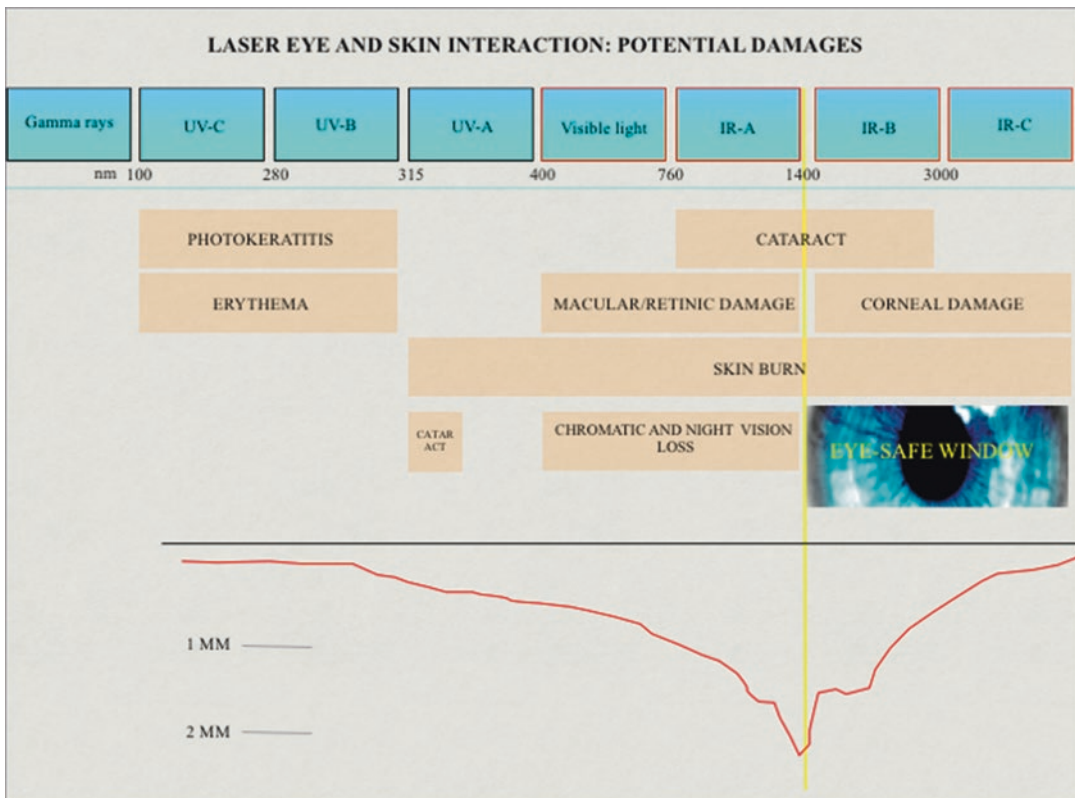 LASER EYE AND SKIN INTERACTION: POTENTIAL DAMAGES
Gamma rays UV-C UV-B UV-A Visible light IR-A IR-B IR-C
nm 100 280 315 400 760 1400 3000
PHOTOKERATITIS CATARACT
ERYTHEMA MACULAR/RETINIC DAMAGE CORNEAL DAMAGE
SKIN BURN
CATAR
ACT
CHROMATIC AND NIGHT VISION
LOSS
EYE-SAFE WINDOW
1 MM
2 MM